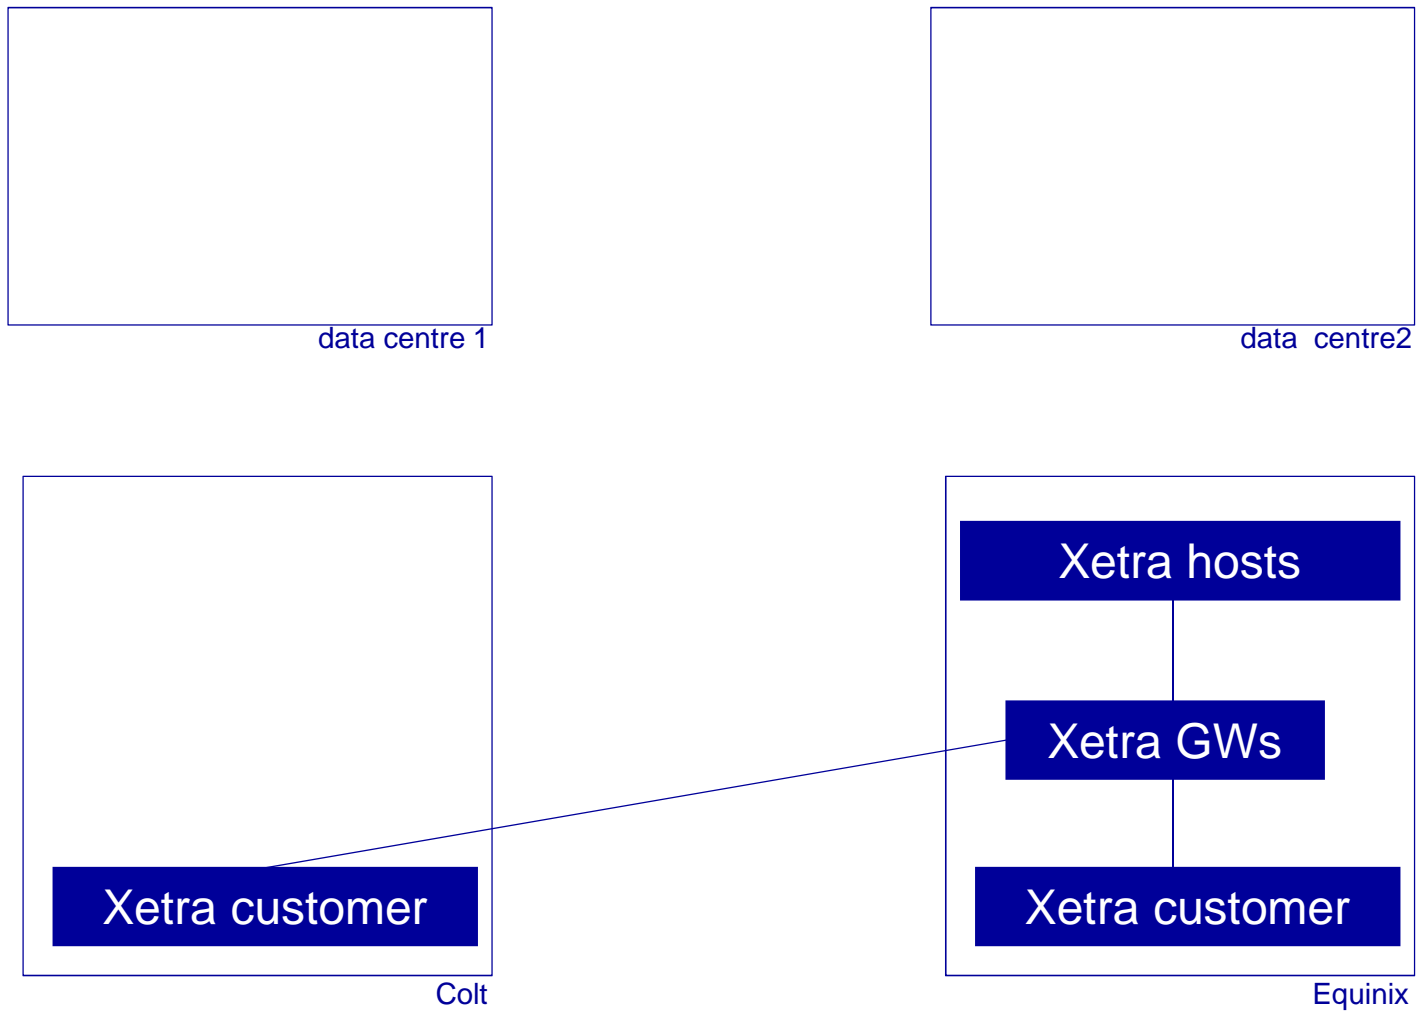 data centre 1
data  centre2
Xetra hosts
Xetra GWs
Xetra customer
Xetra customer
Colt
Equinix